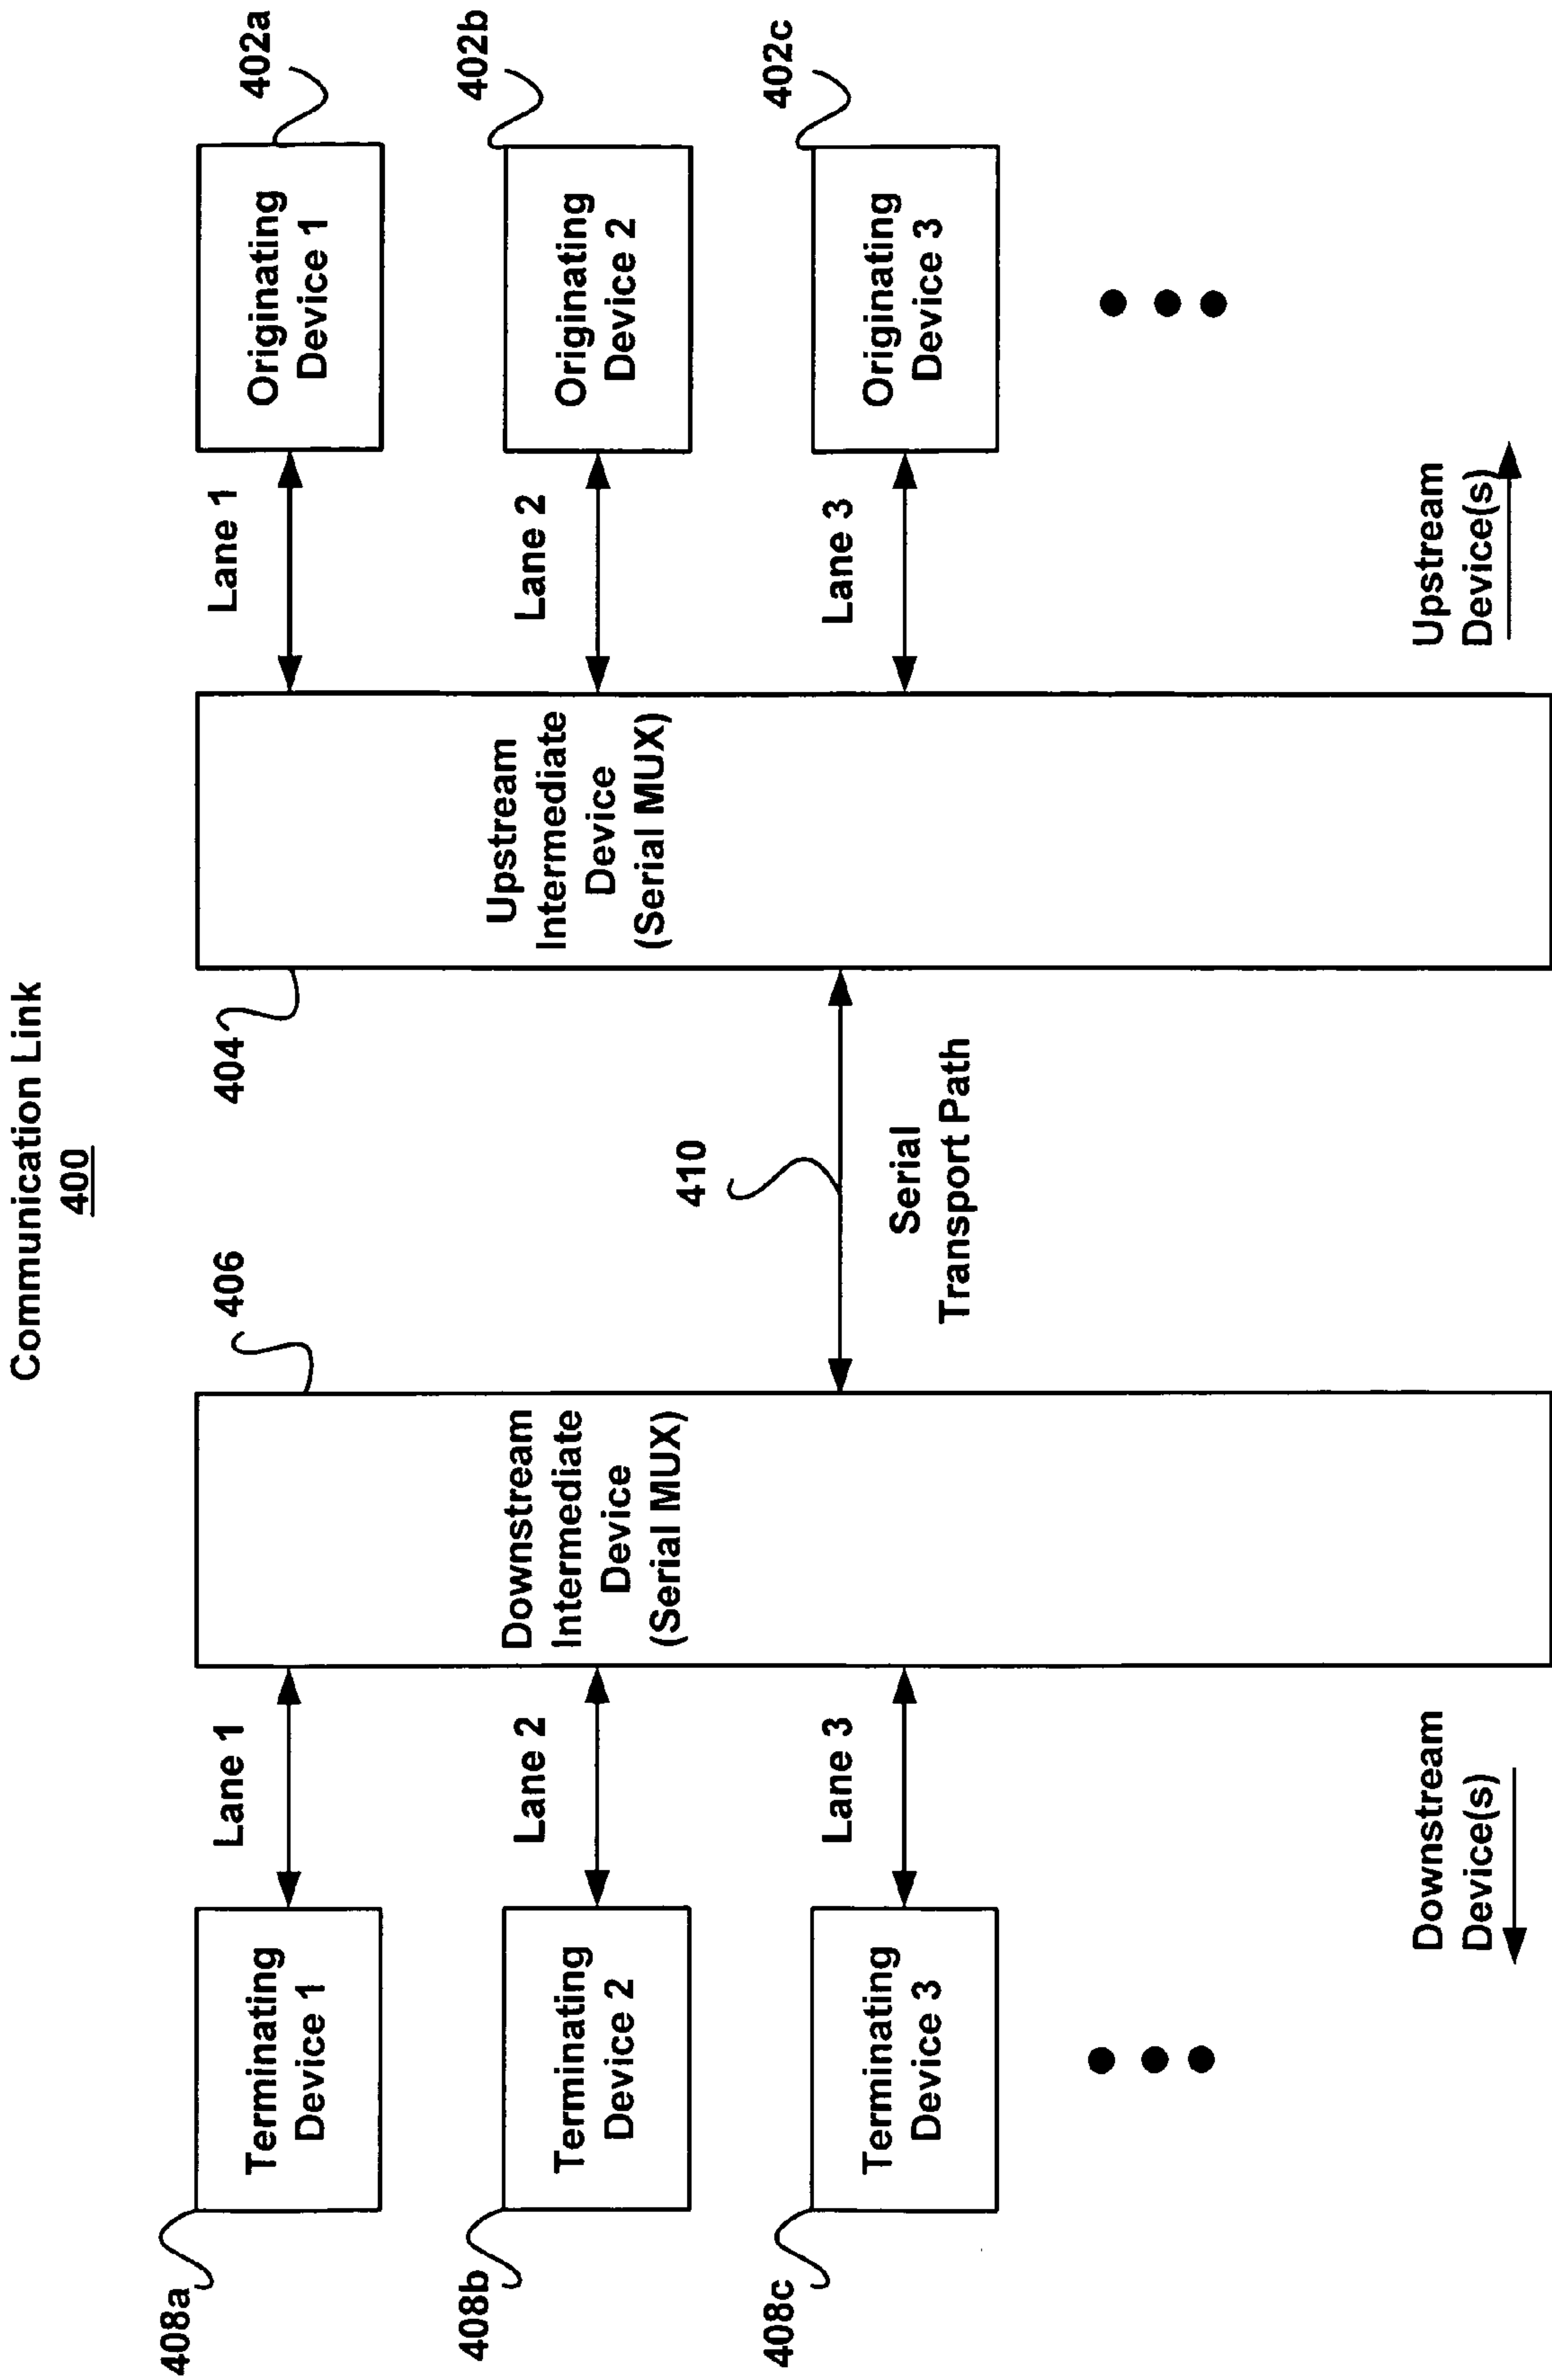 Communication Link
400
408a
Terminating
Device 1
Lane 1
406
404
Lane 1
Originating
Device 1
402a
408b
Terminating
Device 2
Lane 2
Downstream
Intermediate
Device
(Serial MUX)
410
Serial
Transport Path
Upstream
Intermediate
Device
(Serial MUX)
Lane 2
Originating
Device 2
402b
408c
Terminating
Device 3
Lane 3
Lane 3
Originating
Device 3
402c
Downstream
Device(s)
Upstream
Device(s)